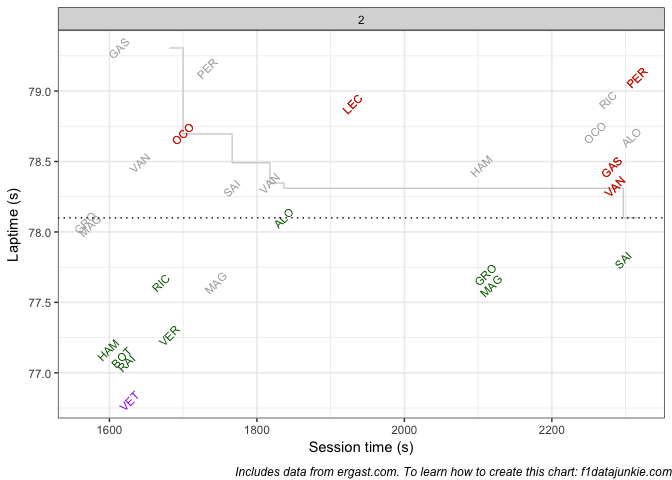 2
GAS
PER
79.0
LEC
PER
RIC
OCO
OCO
ALO
78.5
VAN
HAM
GAS
SAI
VAN
VAN
GRO
MAG
ALO
78.0
SAI
RIC
MAG
GRO
MAG
77.5
VER
HAM
BOT
RAI
77.0
VET
Laptime (s)
1600 1800 2000 2200
Session time (s)
Includes data from ergast.com. To learn how to create this chart: f1datajunkie.com